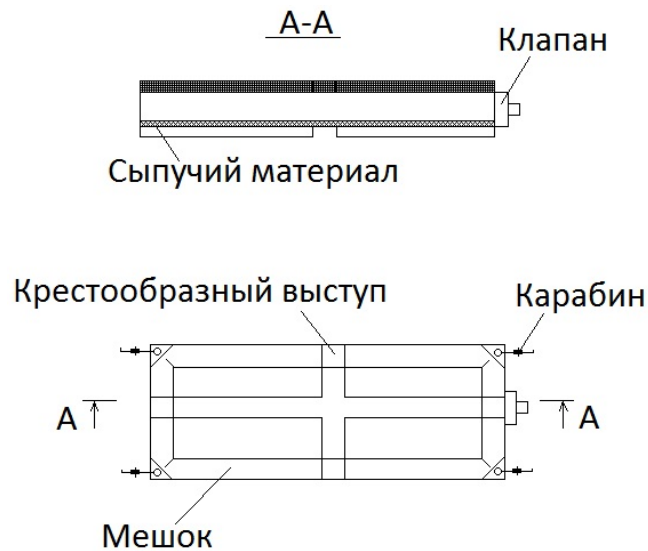 А-А
Клапан
Сыпучий материал
Крестообразный выступ
Карабин
А
А
Мешок